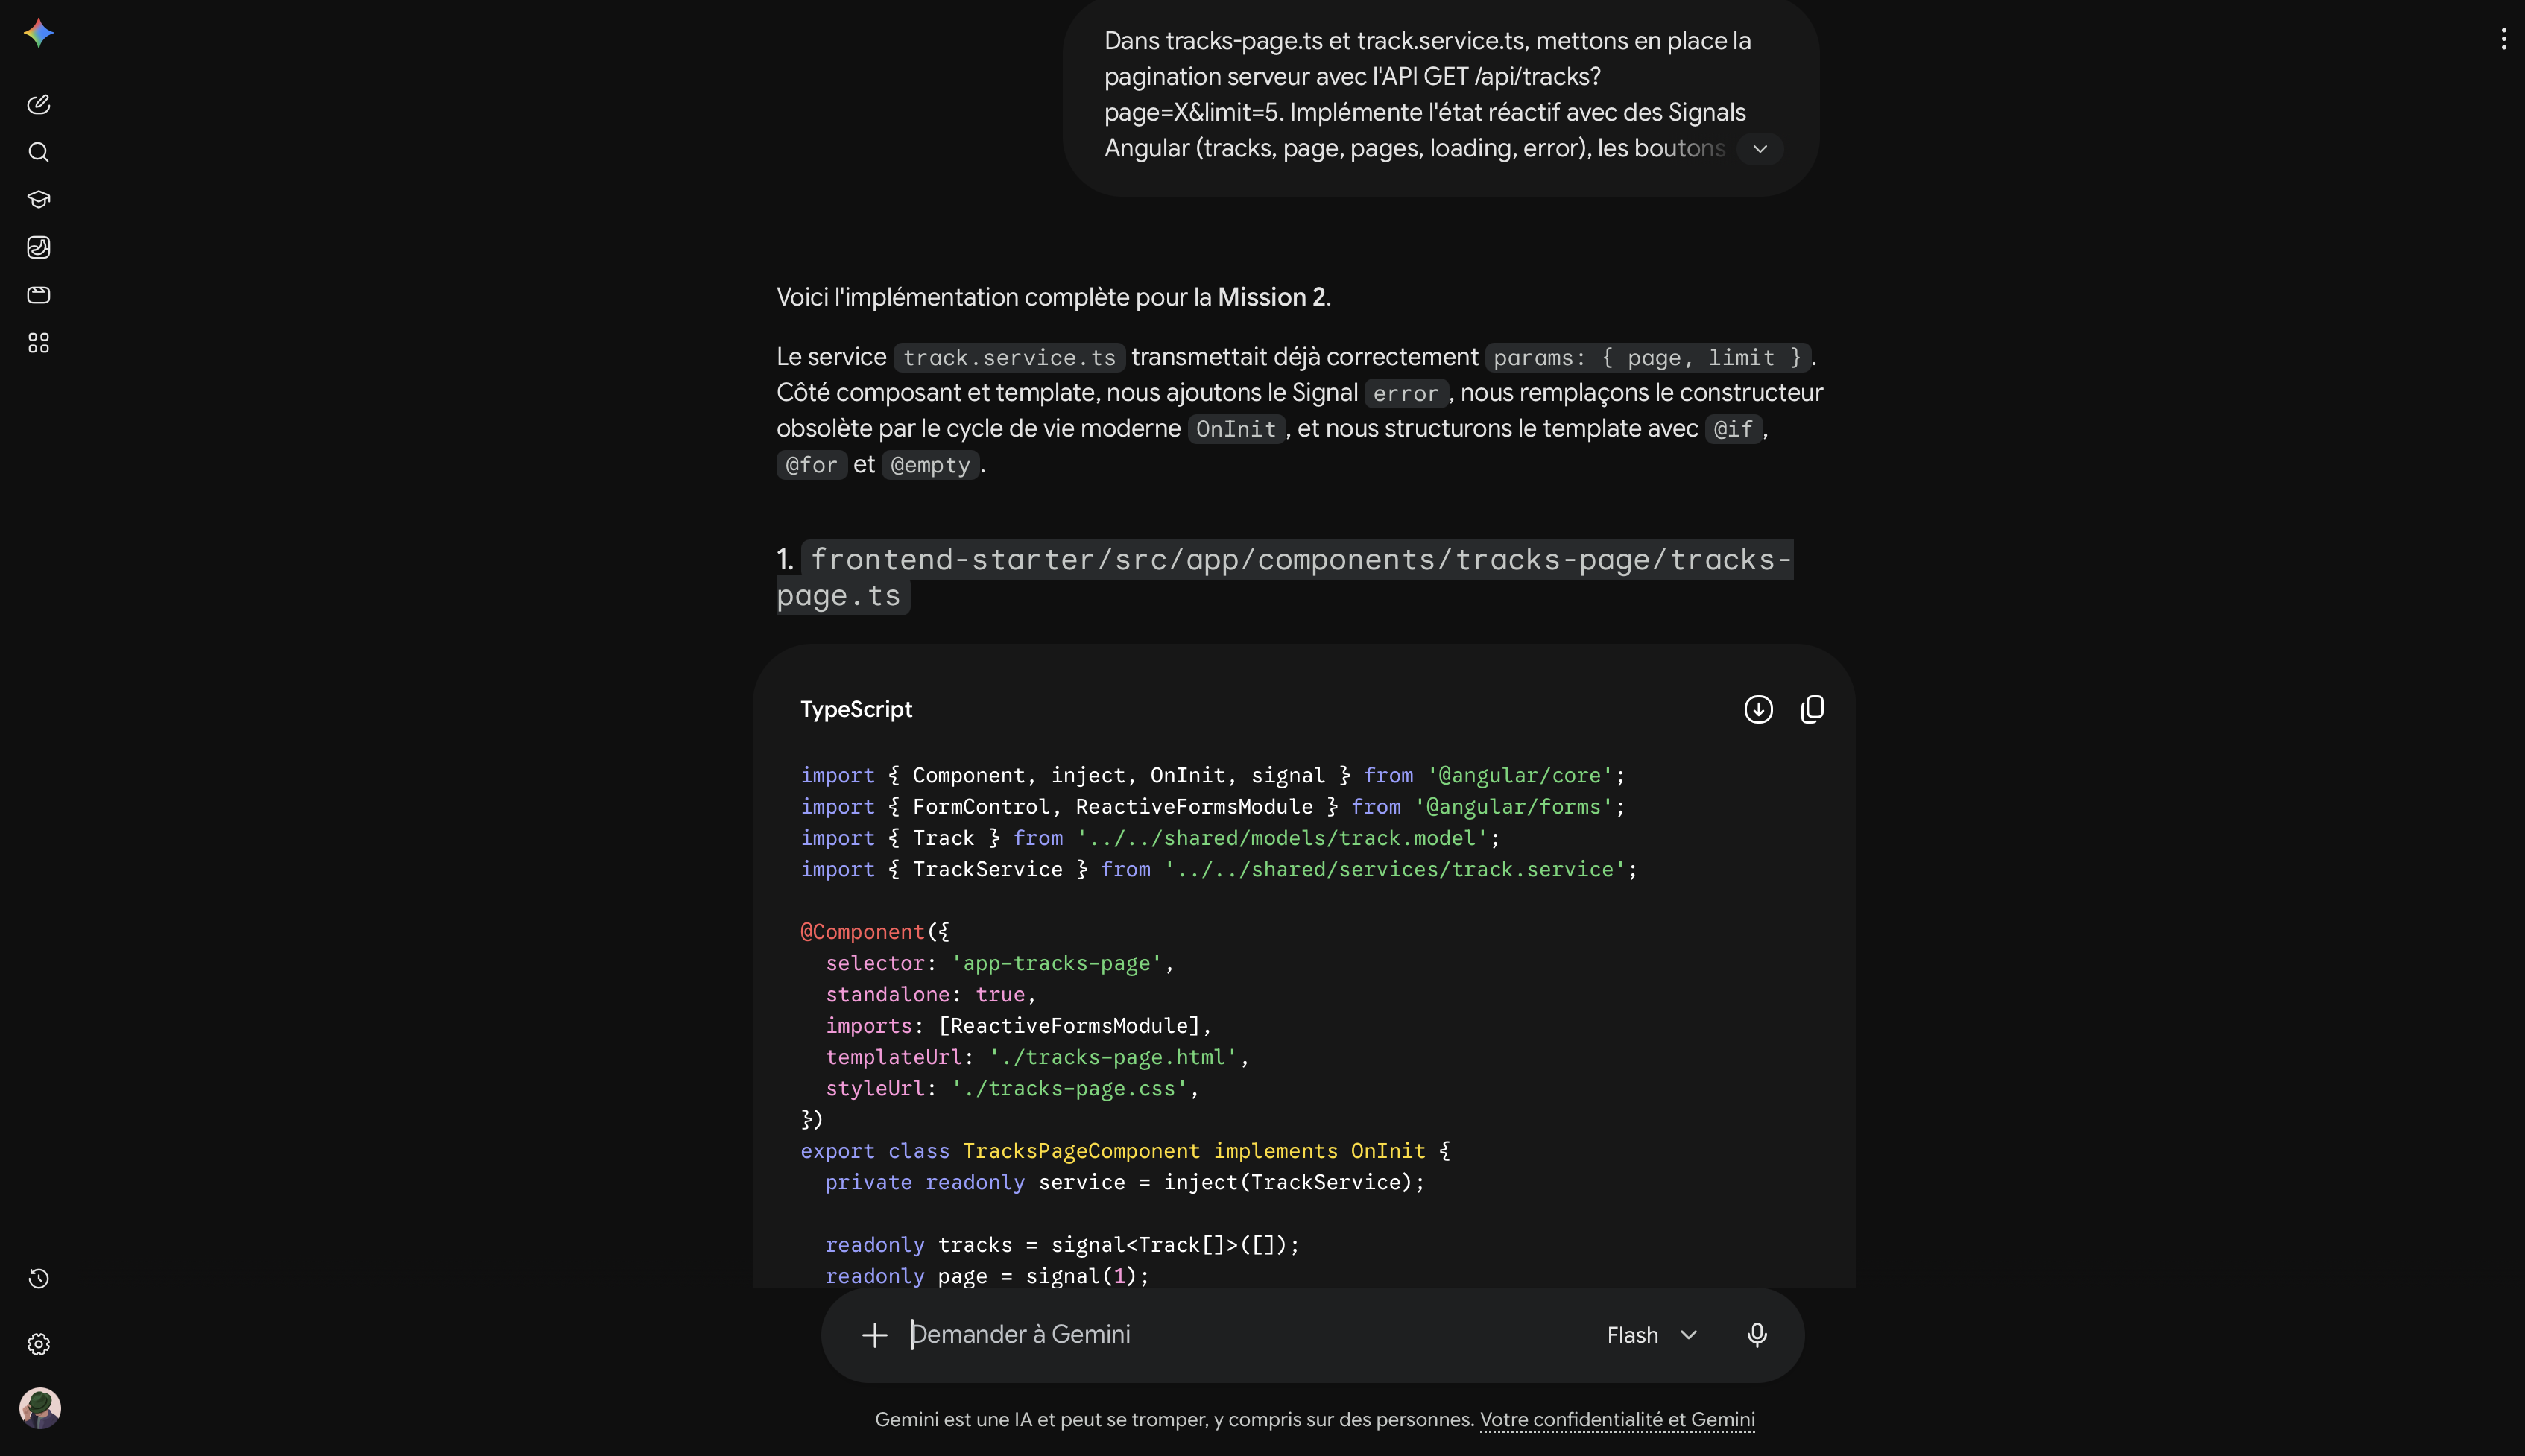 Dans tracks-page.ts et track.service.ts, mettons en place la
pagination serveur avec l'API GET /api/tracks?
page=X&limit=5. Implémente l'état réactif avec des Signals
Angular (tracks, page, pages, loading, error), les boutons
Voici l'implémentation complète pour la Mission 2.
Le service track.service.ts transmettait déjà correctement params: { page, limit }.
Côté composant et template, nous ajoutons le Signal error, nous remplaçons le constructeur
obsolète par le cycle de vie moderne OnInit, et nous structurons le template avec @if,
@for et @empty.
1. frontend-starter/src/app/components/tracks-page/tracks-
page.ts
TypeScript
import { Component, inject, OnInit, signal } from '@angular/core';
import { FormControl, ReactiveFormsModule } from '@angular/forms';
import { Track } from '../../shared/models/track.model';
import { TrackService } from '../../shared/services/track.service';
@Component({
  selector: 'app-tracks-page',
  standalone: true,
  imports: [ReactiveFormsModule],
  templateUrl: './tracks-page.html',
  styleUrl: './tracks-page.css',
})
export class TracksPageComponent implements OnInit {
  private readonly service = inject(TrackService);
  readonly tracks = signal<Track[]>([]);
  readonly page = signal(1);
Demander à Gemini
Flash
Gemini est une IA et peut se tromper, y compris sur des personnes. Votre confidentialité et Gemini